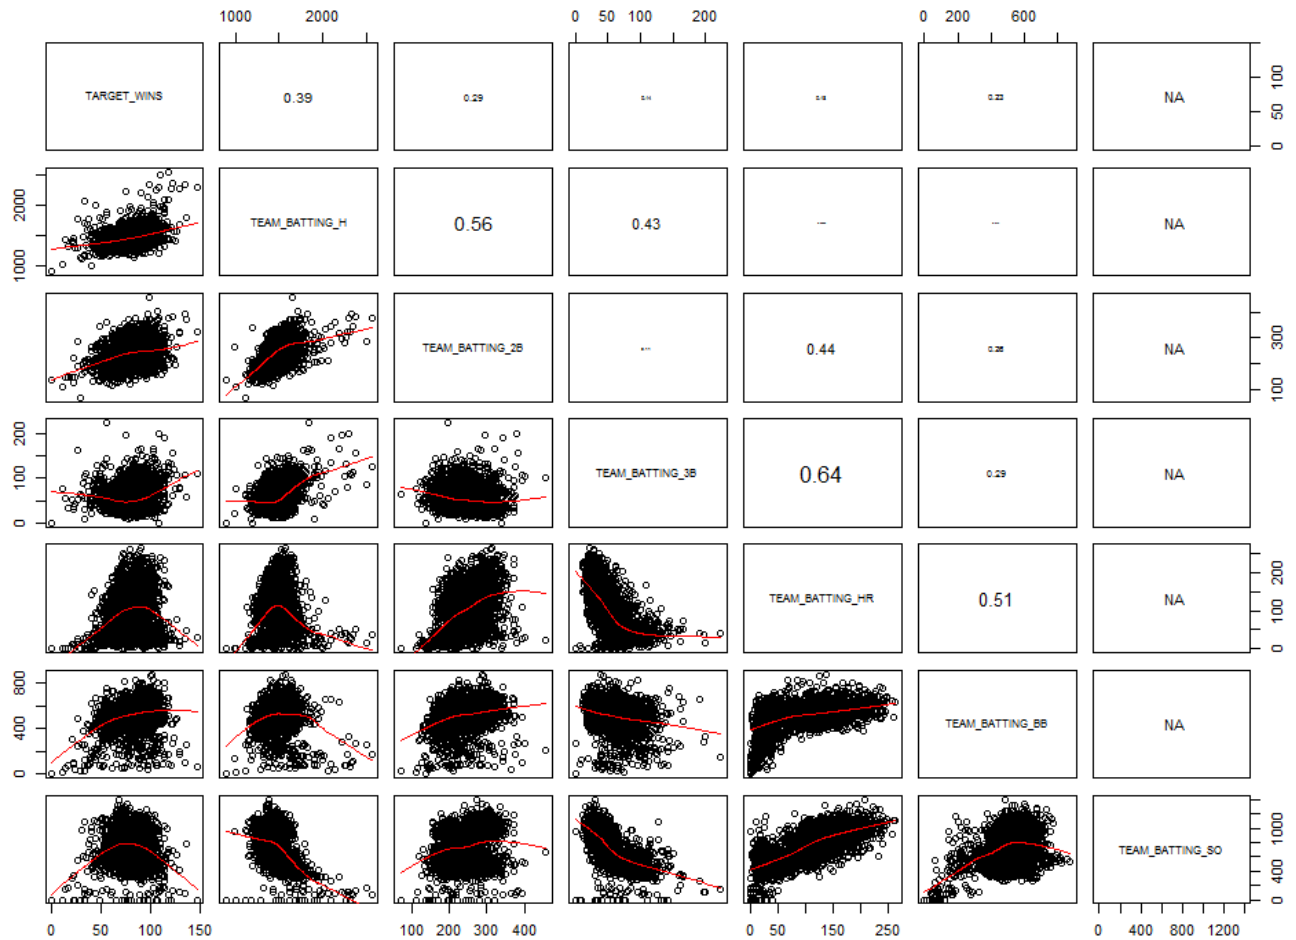 1000 2000 0 50 100 200 0 200 600
TARGET_WINS 0.39 0.29 0.23 NA 0 50 100 150
1000 2000 TEAM_BATTING_H 0.56 0.43 NA
TEAM_BATTING_2B 0.44 0.26 NA 100 300
0 100 200 TEAM_BATTING_3B 0.64 0.29 NA
TEAM_BATTING_HR 0.51 NA 0 100 200
0 400 800 TEAM_BATTING_BB NA
TEAM_BATTING_SO 0 400 1000
0 50 100 150 100 200 300 400 0 50 150 250 0 400 800 1200